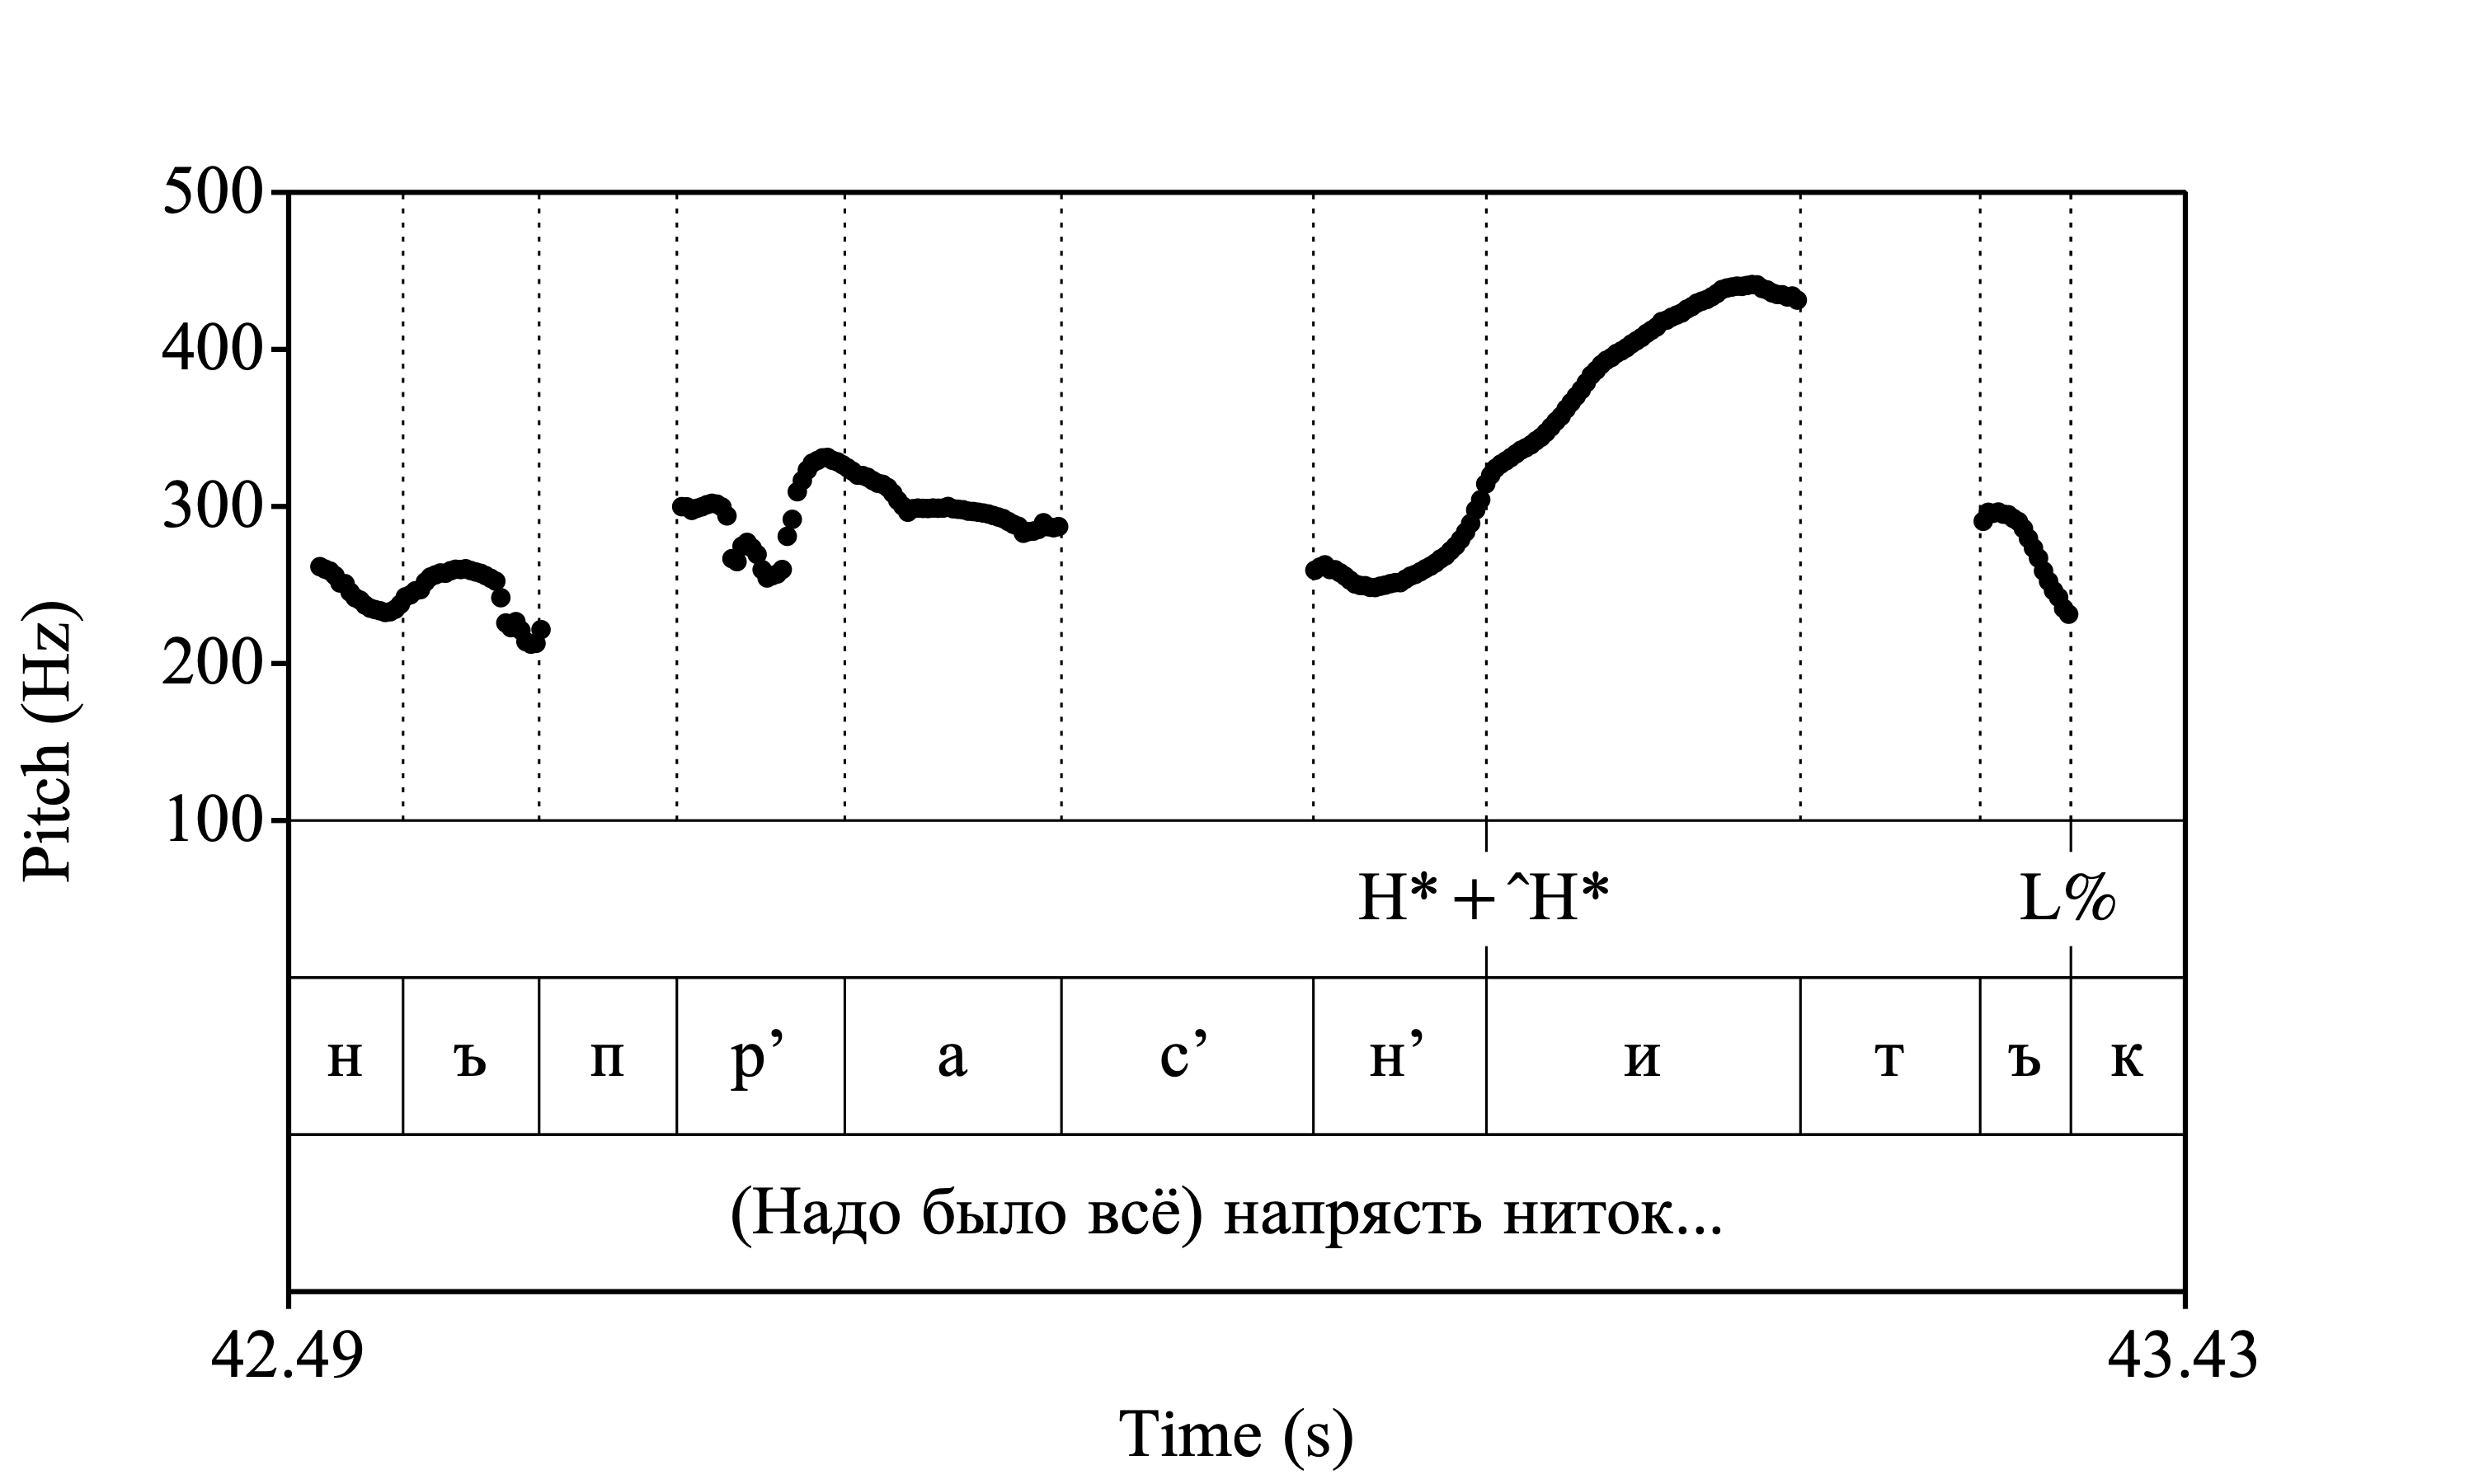 500
400
300
200
100
Pitch (Hz)
H*+^H* L%
н ъ п р’ а с’ н’ и т ъ к
(Надо было всё) напрясть ниток...
42.49 43.43
Time (s)